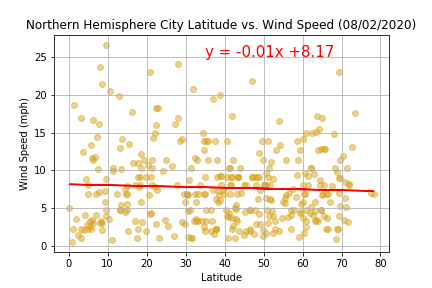 Northern Hemisphere City Latitude vs. Wind Speed (08/02/2020)
y = -0.01x +8.17
25
20
15
10
5
0
Wind Speed (mph)
0 10 20 30 40 50 60 70 80
Latitude